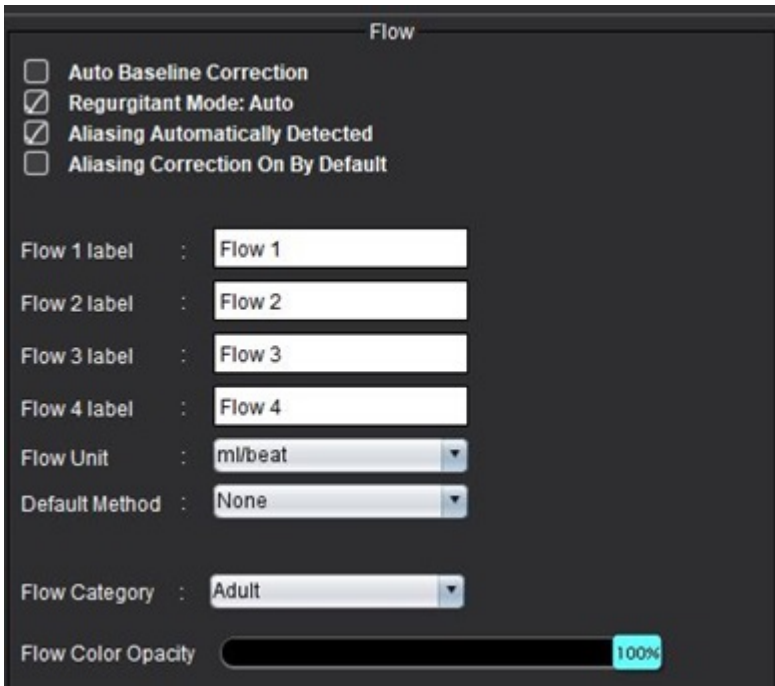 Flow
Auto Baseline Correction
Regurgitant Mode: Auto
Aliasing Automatically Detected
Aliasing Correction On By Default
Flow 1 label : Flow 1
Flow 2 label : Flow 2
Flow 3 label : Flow 3
Flow 4 label : Flow 4
Flow Unit : ml/beat
Default Method : None
Flow Category : Adult
Flow Color Opacity 100%